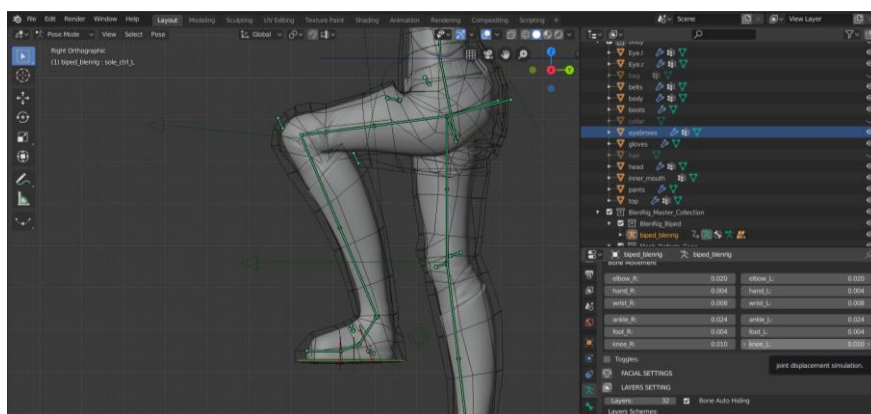 File Edit Render Window Help Layout Modeling Sculpting UV Editing Texture Paint Shading Animation Rendering Compositing Scripting + Scene View Layer
Pose Mode View Select Pose Global
Right Orthographic
(1) biped_blenrig : sole_ctrl_L
Z
X
Y
Eye.l
Eye.r
bag
belts
body
boots
collar
eyebrows
gloves
hair
head
inner_mouth
pants
top
BlenRig_Master_Collection
BlenRig_Biped
biped_blenrig
biped_blenrig biped_blenrig
Bone Movement
elbow_R: 0.020 elbow_L: 0.020
hand_R: 0.004 hand_L: 0.004
wrist_R: 0.008 wrist_L: 0.008
ankle_R: 0.024 ankle_L: 0.024
foot_R: 0.004 foot_L: 0.004
knee_R: 0.010 knee_L: 0.010
Toggles:
Joint displacement simulation.
FACIAL SETTINGS
LAYERS SETTING
Layers: 32 Bone Auto Hiding
Layers Schemes: